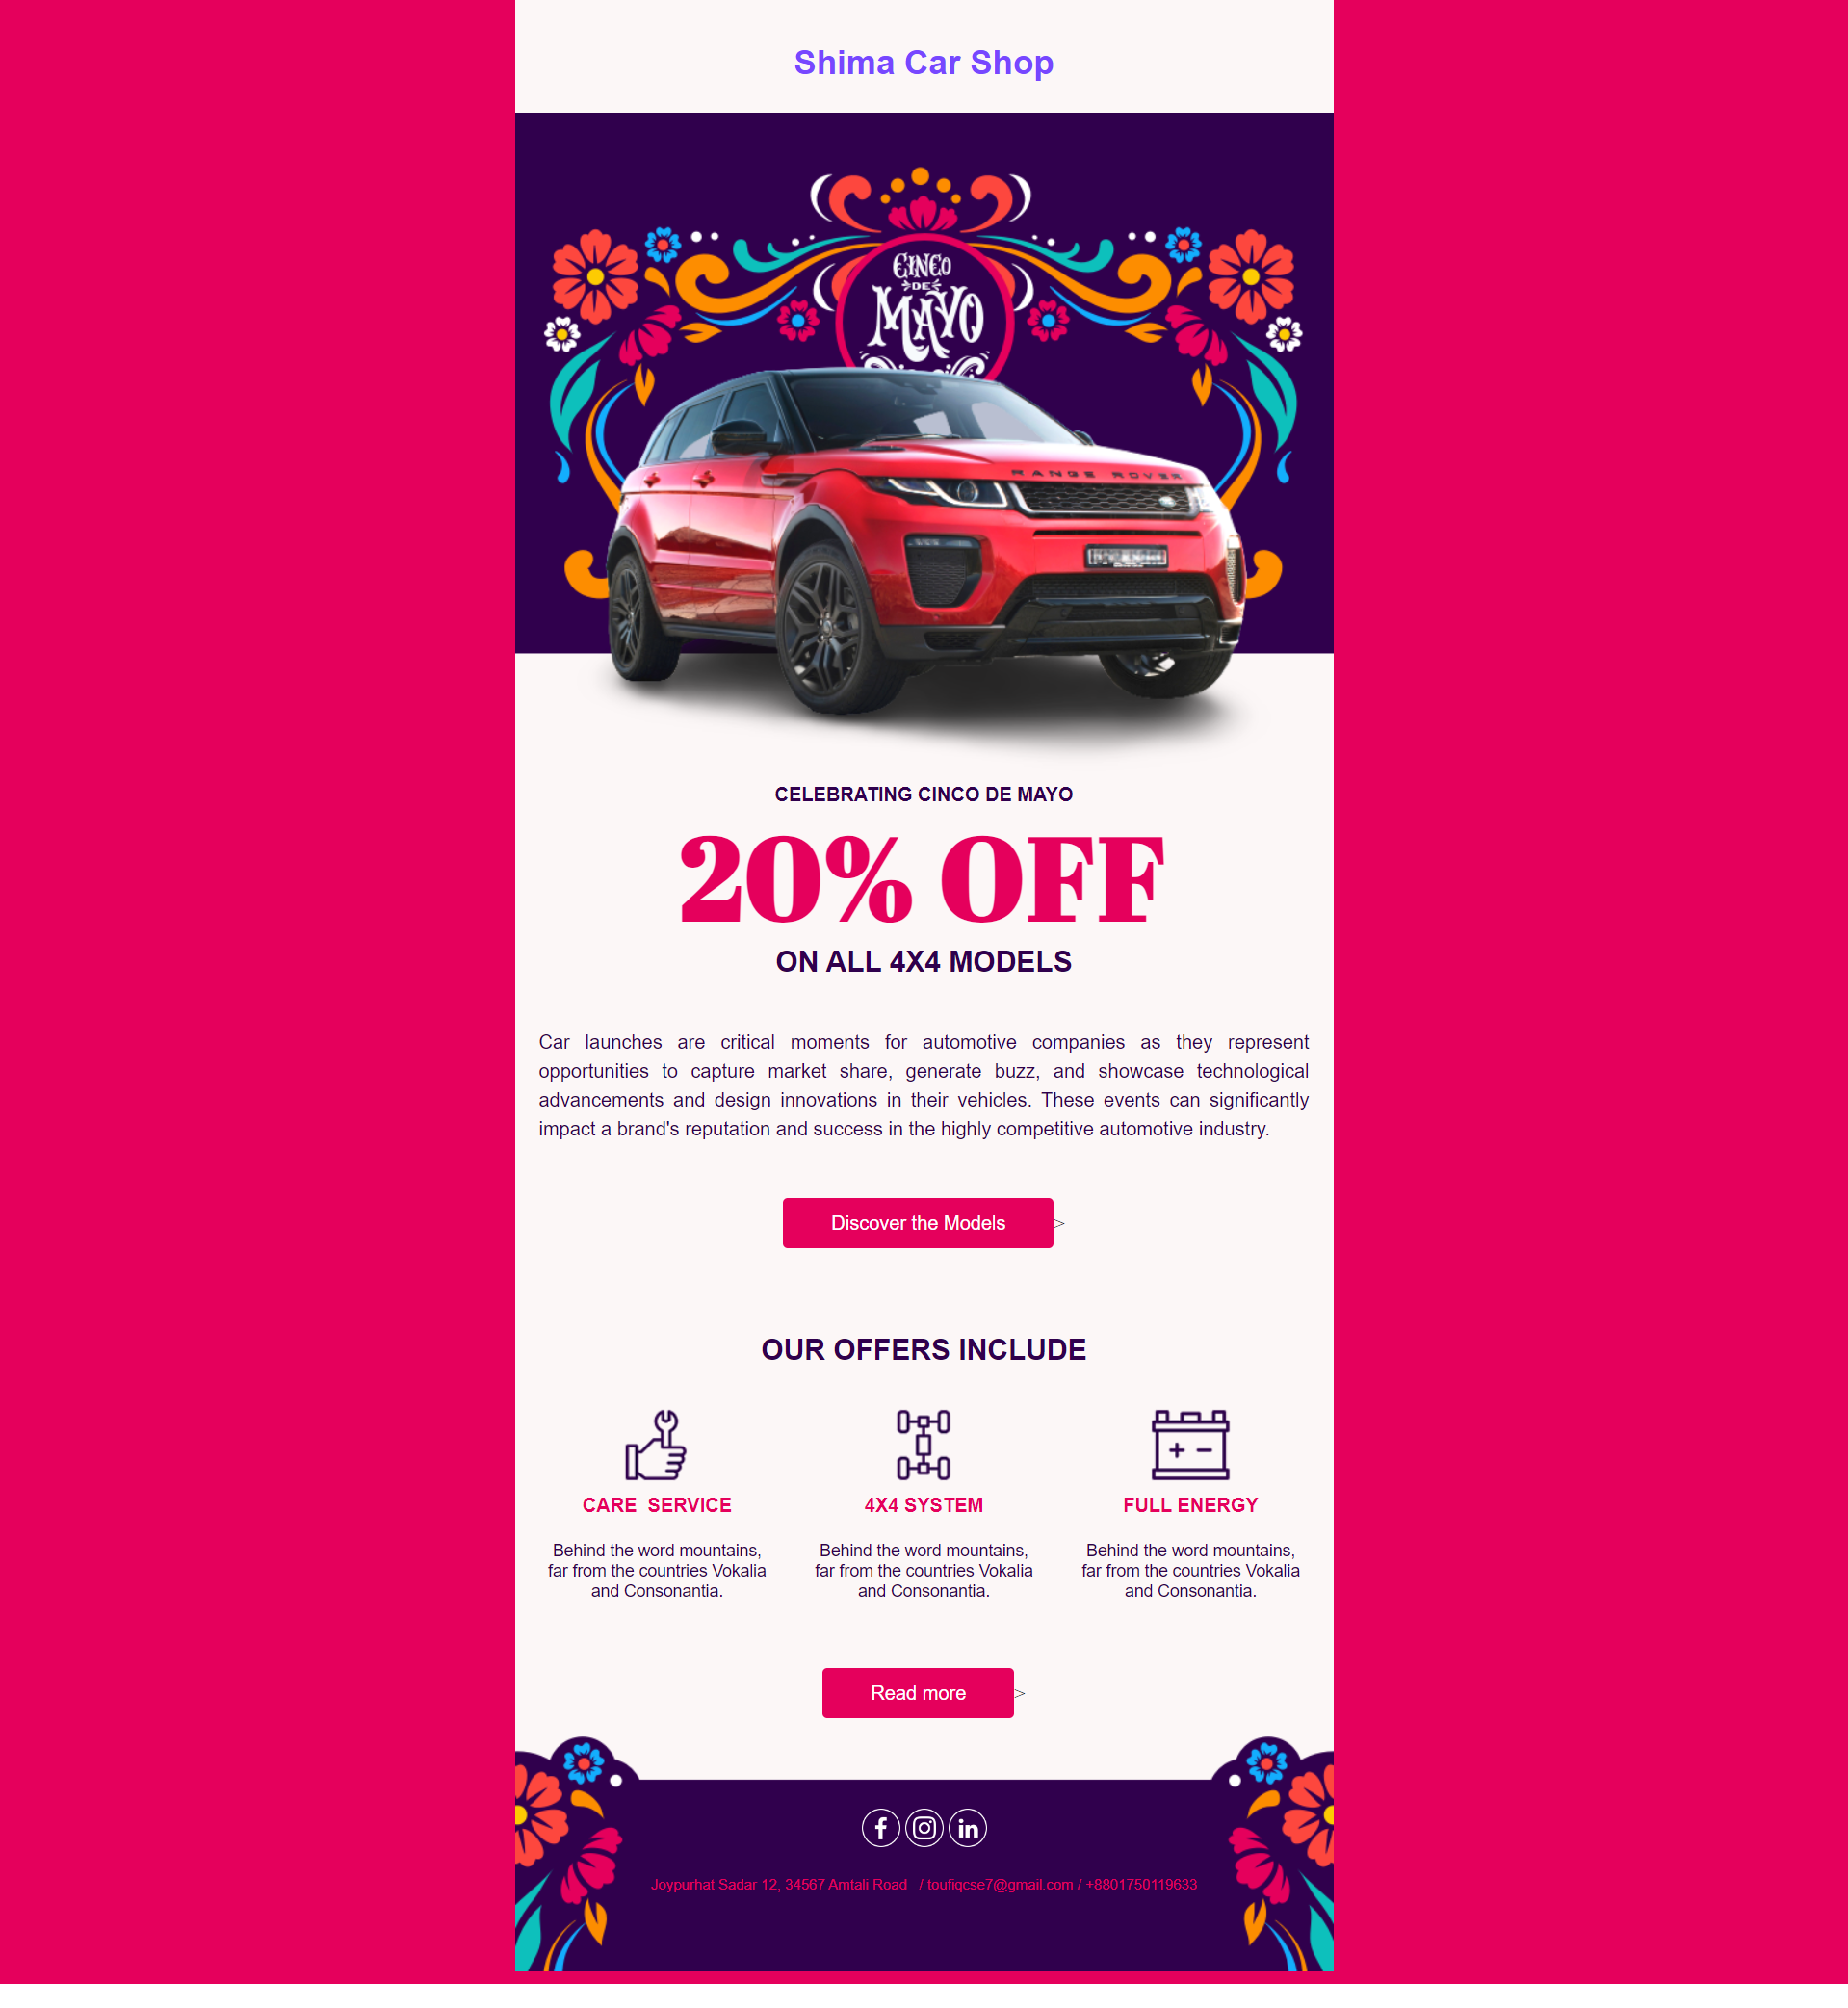 Shima Car Shop
CINCO
DE
MAYO
RANGE ROVER
CELEBRATING CINCO DE MAYO
20% OFF
ON ALL 4X4 MODELS
Car launches are critical moments for automotive companies as they represent
opportunities to capture market share, generate buzz, and showcase technological
advancements and design innovations in their vehicles. These events can significantly
impact a brand's reputation and success in the highly competitive automotive industry.
Discover the Models >
OUR OFFERS INCLUDE
CARE  SERVICE
Behind the word mountains,
far from the countries Vokalia
and Consonantia.
4X4 SYSTEM
Behind the word mountains,
far from the countries Vokalia
and Consonantia.
FULL ENERGY
Behind the word mountains,
far from the countries Vokalia
and Consonantia.
Read more >
Joypurhat Sadar 12, 34567 Amtali Road   / toufiqcse7@gmail.com / +8801750119633